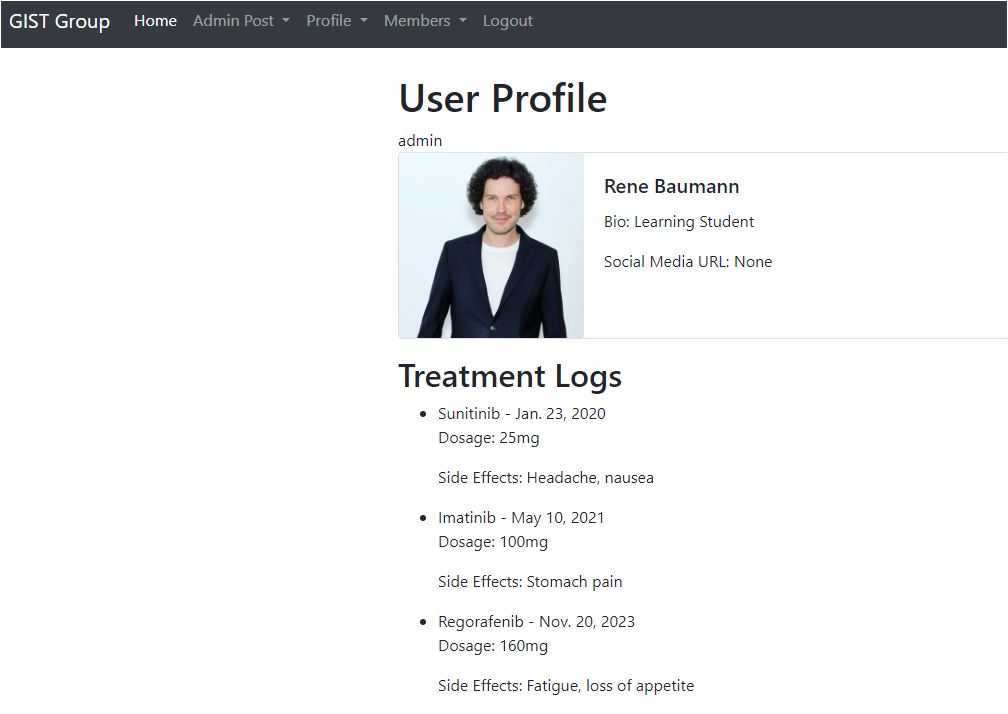 GIST Group Home Admin Post Profile Members Logout
User Profile
admin
Rene Baumann
Bio: Learning Student
Social Media URL: None
Treatment Logs
Sunitinib - Jan. 23, 2020
Dosage: 25mg
Side Effects: Headache, nausea
Imatinib - May 10, 2021
Dosage: 100mg
Side Effects: Stomach pain
Regorafenib - Nov. 20, 2023
Dosage: 160mg
Side Effects: Fatigue, loss of appetite